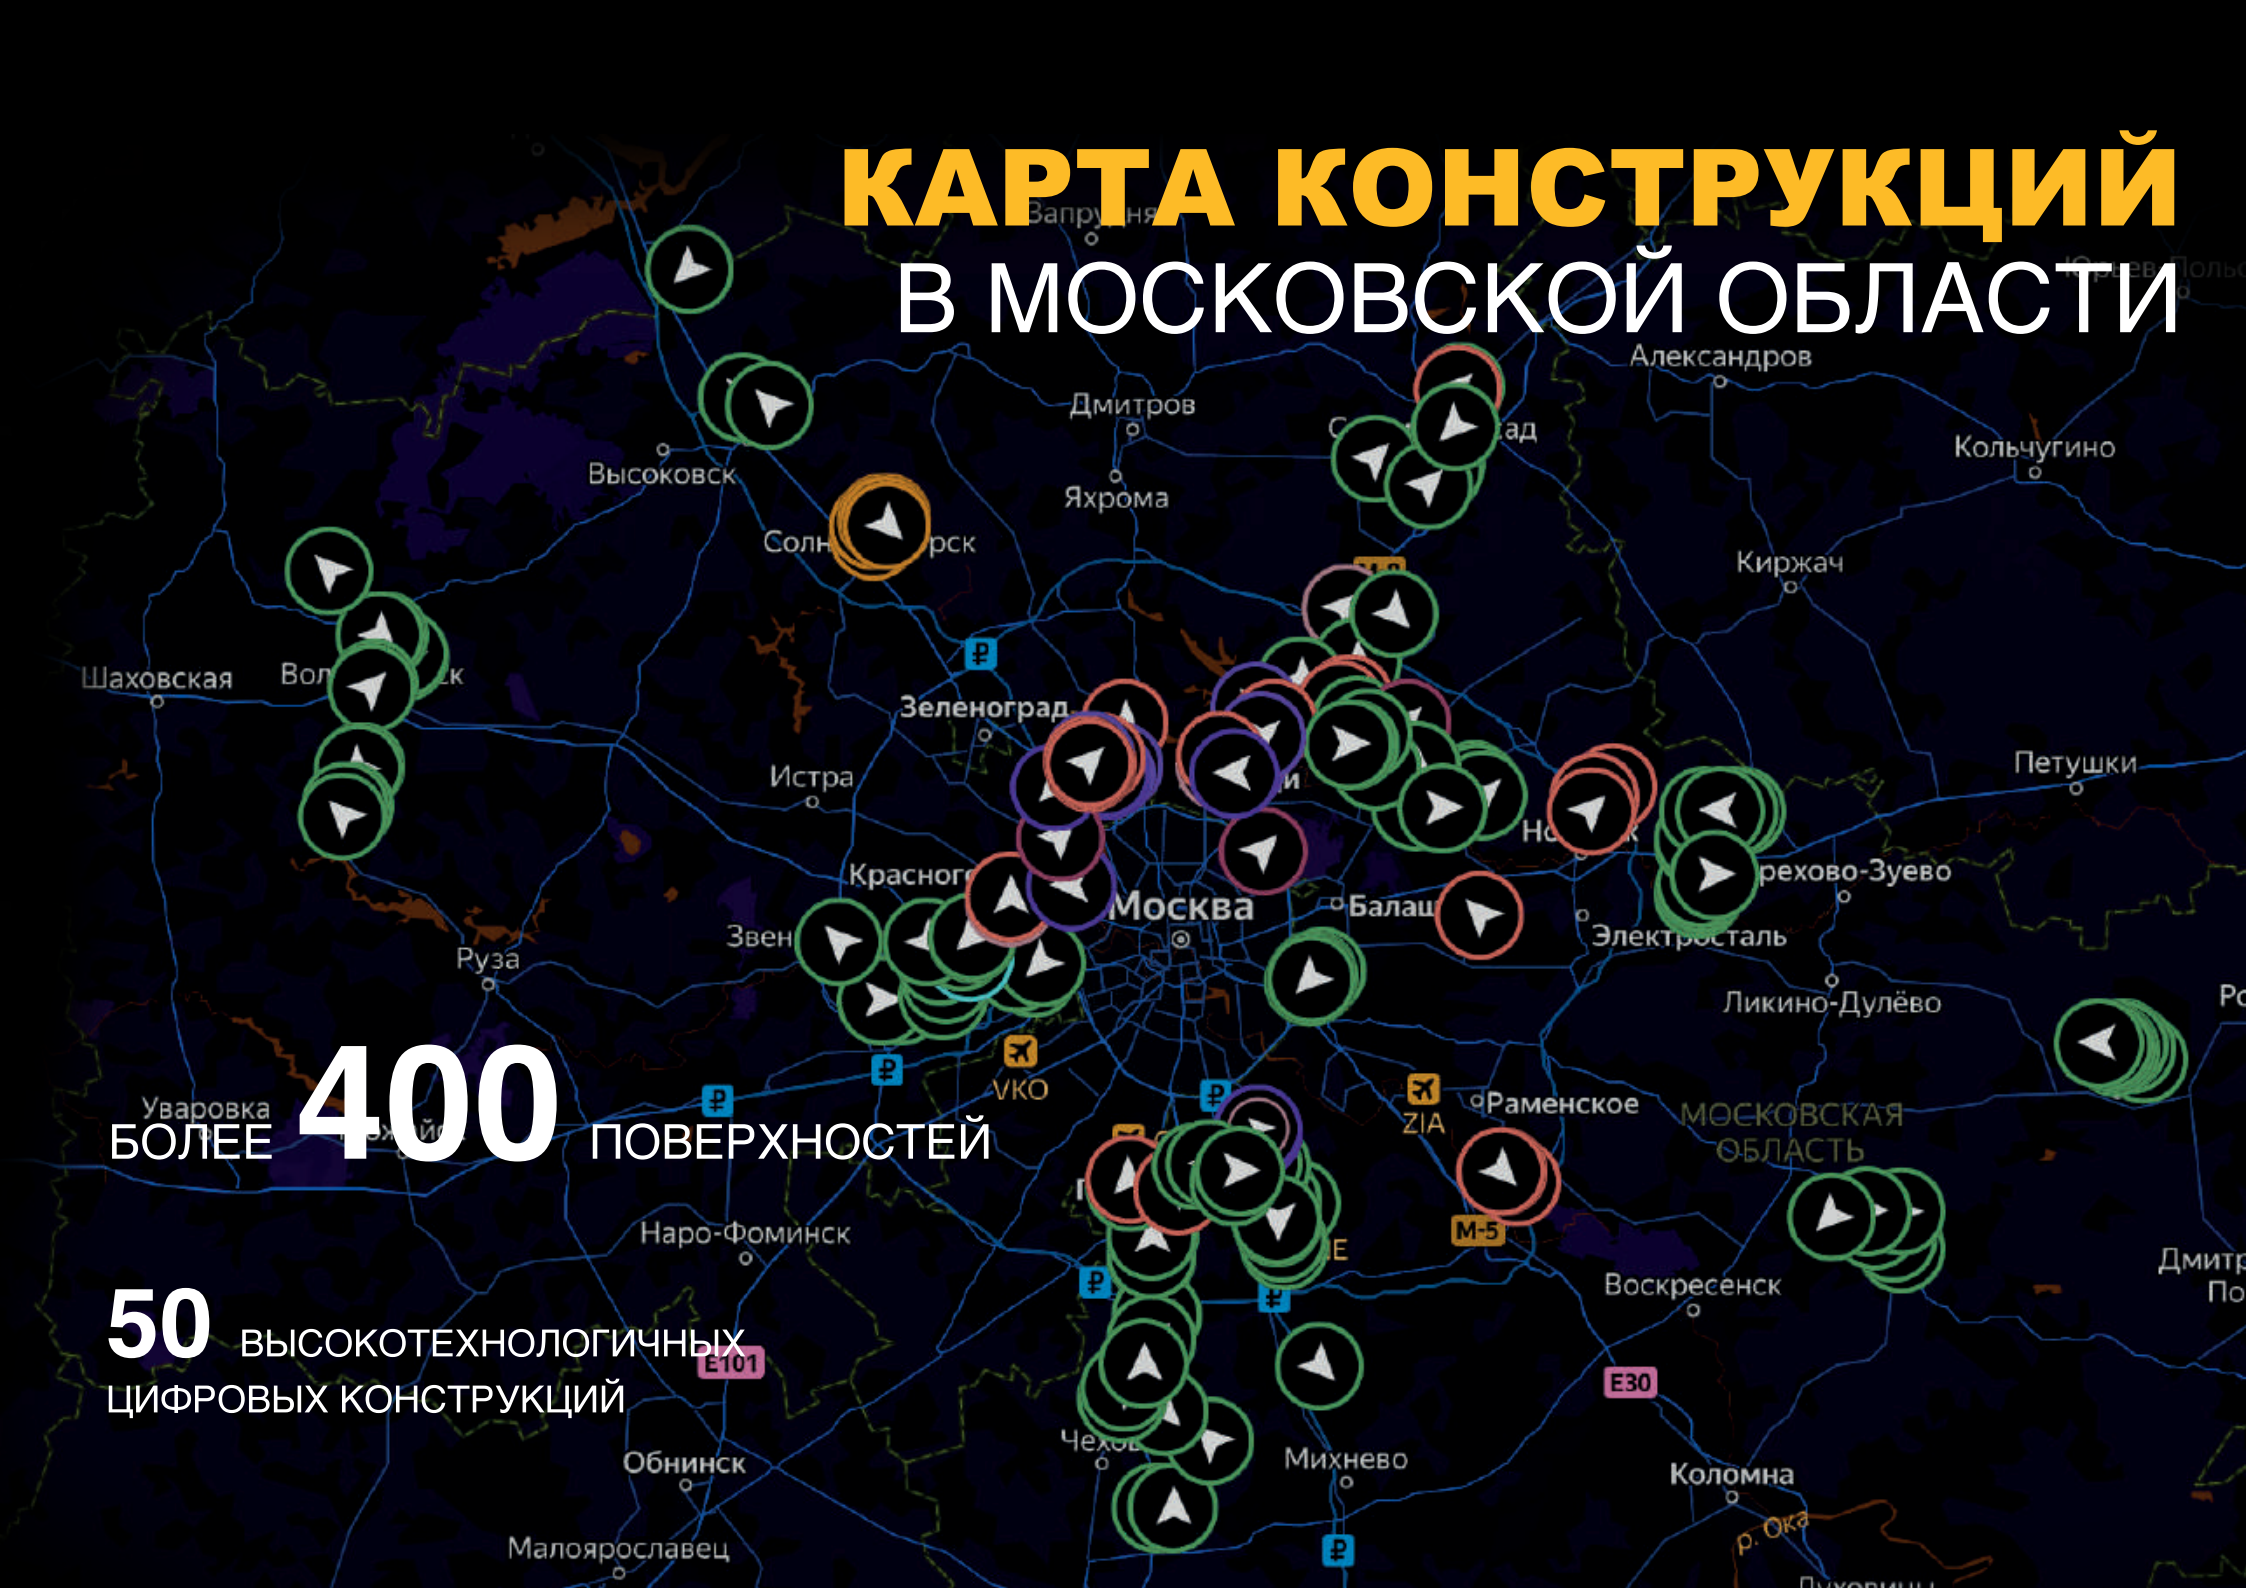 КАРТА КОНСТРУКЦИЙ
В МОСКОВСКОЙ ОБЛАСТИ
Александров
Дмитров
Кольчугино
Высоковск
Яхрома
Киржач
₽
Шаховская
Зеленоград
Петушки
Истра
Москва
Руза
Электросталь
Ликино-Дулёво
VKO
₽
₽
₽
ZIA
Раменское
МОСКОВСКАЯ
ОБЛАСТЬ
Уваровка
БОЛЕЕ 400 ПОВЕРХНОСТЕЙ
Наро-Фоминск
М-5
₽
₽
Воскресенск
50 ВЫСОКОТЕХНОЛОГИЧНЫХ
ЦИФРОВЫХ КОНСТРУКЦИЙ
E101
E30
Обнинск
Михнево
Коломна
р. Ока
Малоярославец
₽